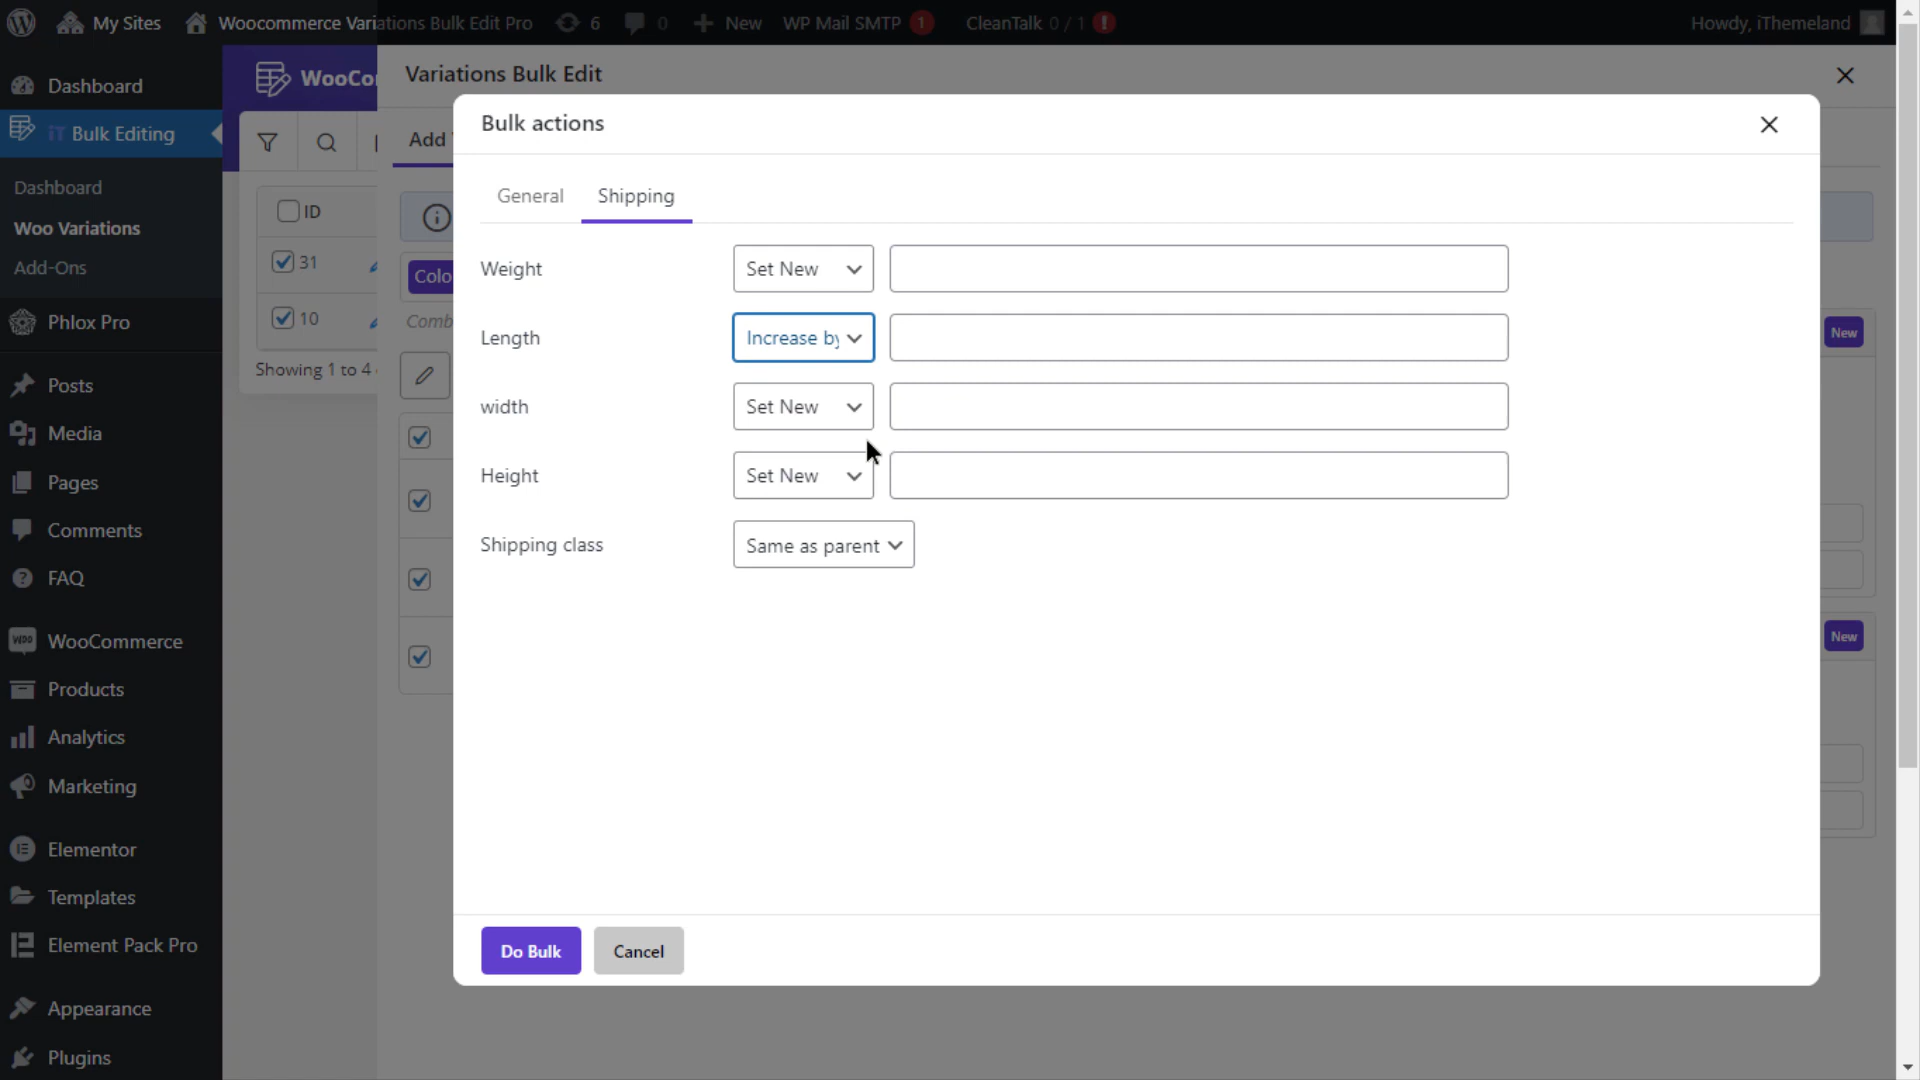 My Sites
Woocommerce Variations Bulk Edit Pro
6
0
New
WP Mail SMTP
1
CleanTalk 0 / 1
!
Howdy, iThemeland
Dashboard
iT Bulk Editing
Dashboard
Woo Variations
Add-Ons
Phlox Pro
Posts
Media
Pages
Comments
FAQ
WooCommerce
Products
Analytics
Marketing
Elementor
Templates
Element Pack Pro
Appearance
Plugins
WooCo
ID
31
10
Showing 1 to 4
Variations Bulk Edit
Add
Colo
Comb
New
New
Bulk actions
General
Shipping
Weight
Set New
Length
Increase by
width
Set New
Height
Set New
Shipping class
Same as parent
Do Bulk
Cancel